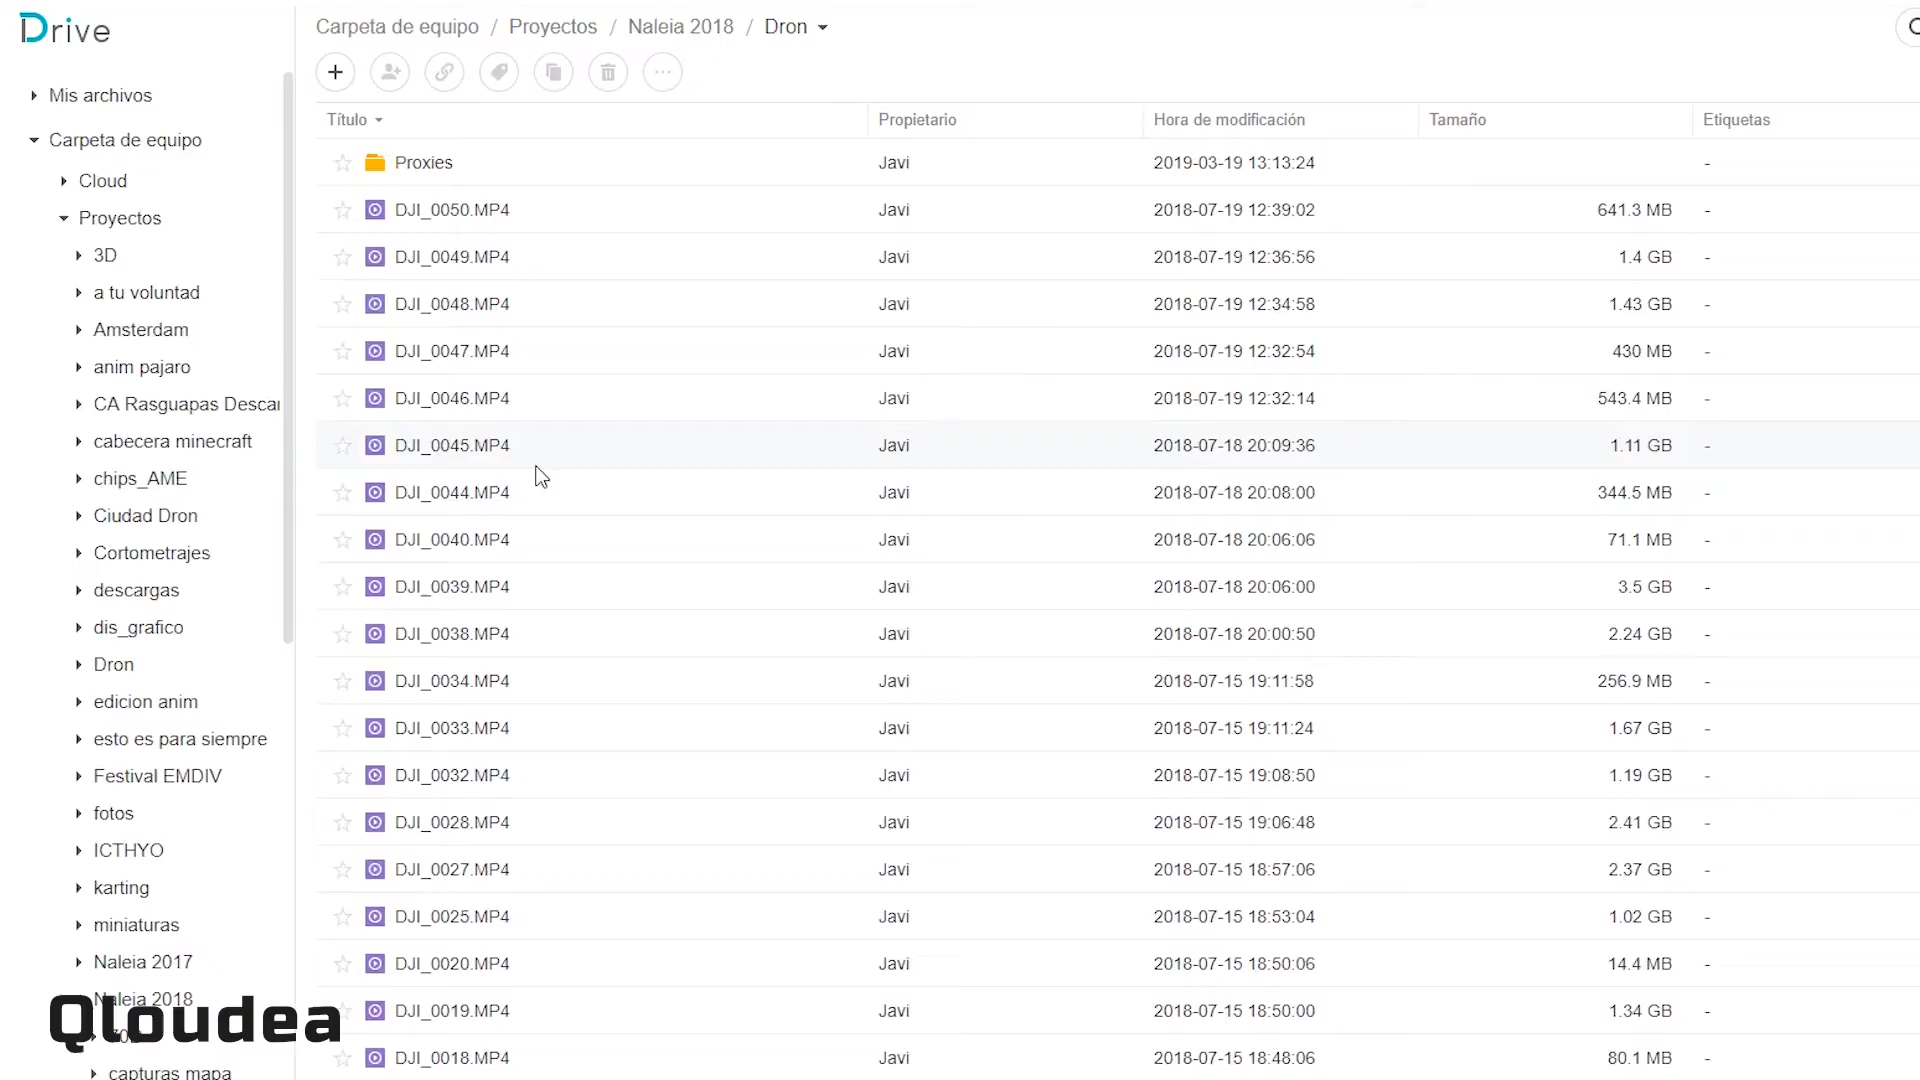 Drive
Carpeta de equipo / Proyectos / Naleia 2018 / Dron
Mis archivos
Carpeta de equipo
Cloud
Proyectos
3D
a tu voluntad
Amsterdam
anim pajaro
CA Rasguapas Descar
cabecera minecraft
chips_AME
Ciudad Dron
Cortometrajes
descargas
dis_grafico
Dron
edicion anim
esto es para siempre
Festival EMDIV
fotos
ICTHYO
karting
miniaturas
Naleia 2017
Naleia 2018
capturas mapa
Qloudea
Título Propietario Hora de modificación Tamaño Etiquetas
Proxies Javi 2019-03-19 13:13:24 -
DJI_0050.MP4 Javi 2018-07-19 12:39:02 641.3 MB -
DJI_0049.MP4 Javi 2018-07-19 12:36:56 1.4 GB -
DJI_0048.MP4 Javi 2018-07-19 12:34:58 1.43 GB -
DJI_0047.MP4 Javi 2018-07-19 12:32:54 430 MB -
DJI_0046.MP4 Javi 2018-07-19 12:32:14 543.4 MB -
DJI_0045.MP4 Javi 2018-07-18 20:09:36 1.11 GB -
DJI_0044.MP4 Javi 2018-07-18 20:08:00 344.5 MB -
DJI_0040.MP4 Javi 2018-07-18 20:06:06 71.1 MB -
DJI_0039.MP4 Javi 2018-07-18 20:06:00 3.5 GB -
DJI_0038.MP4 Javi 2018-07-18 20:00:50 2.24 GB -
DJI_0034.MP4 Javi 2018-07-15 19:11:58 256.9 MB -
DJI_0033.MP4 Javi 2018-07-15 19:11:24 1.67 GB -
DJI_0032.MP4 Javi 2018-07-15 19:08:50 1.19 GB -
DJI_0028.MP4 Javi 2018-07-15 19:06:48 2.41 GB -
DJI_0027.MP4 Javi 2018-07-15 18:57:06 2.37 GB -
DJI_0025.MP4 Javi 2018-07-15 18:53:04 1.02 GB -
DJI_0020.MP4 Javi 2018-07-15 18:50:06 14.4 MB -
DJI_0019.MP4 Javi 2018-07-15 18:50:00 1.34 GB -
DJI_0018.MP4 Javi 2018-07-15 18:48:06 80.1 MB -